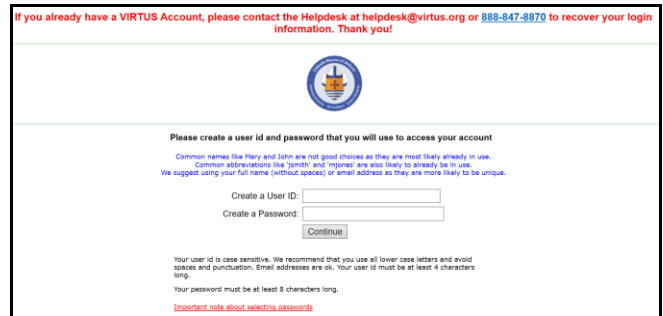 If you already have a VIRTUS Account, please contact the Helpdesk at helpdesk@virtus.org or 888-847-8870 to recover your login
information. Thank you!
Please create a user id and password that you will use to access your account
Common names like Mary and John are not good choices as they are most likely already in use.
Common abbreviations like 'jsmith' and 'mjones' are also likely to already be in use.
We suggest using your full name (without spaces) or email address as they are more likely to be unique.
Create a User ID:
Create a Password:
Continue
Your user id is case sensitive. We recommend that you use all lower case letters and avoid
spaces and punctuation. Email addresses are ok. Your user id must be at least 4 characters
long.
Your password must be at least 8 characters long.
Important note about selecting passwords